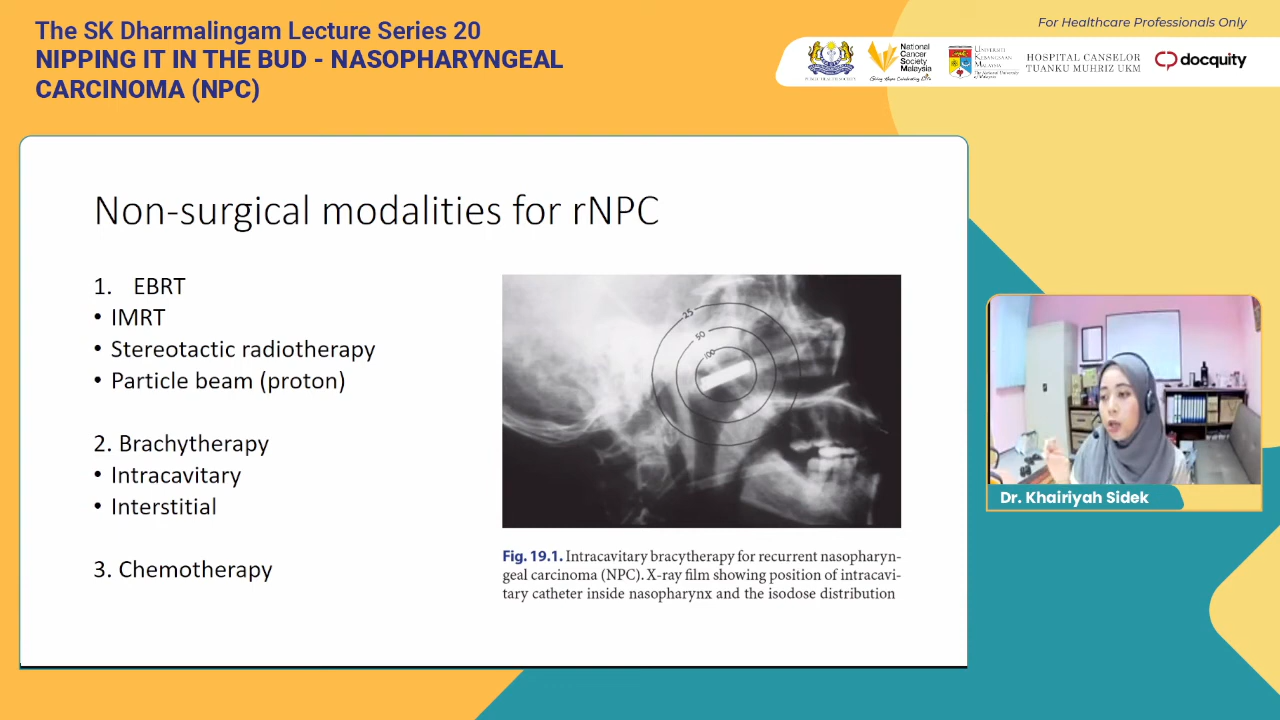 The SK Dharmalingam Lecture Series 20
NIPPING IT IN THE BUD - NASOPHARYNGEAL
CARCINOMA (NPC)
For Healthcare Professionals Only
National
Cancer
Society
Malaysia
UNIVERSITI
KEBANGSAAN
MALAYSIA
HOSPITAL CANSELOR
TUANKU MUHRIZ UKM
docquity
Non-surgical modalities for rNPC
1. EBRT
• IMRT
• Stereotactic radiotherapy
• Particle beam (proton)
2. Brachytherapy
• Intracavitary
• Interstitial
3. Chemotherapy
25
50
100
Fig. 19.1. Intracavitary bracytherapy for recurrent nasopharyn-
geal carcinoma (NPC). X-ray film showing position of intracavi-
tary catheter inside nasopharynx and the isodose distribution
Dr. Khairiyah Sidek